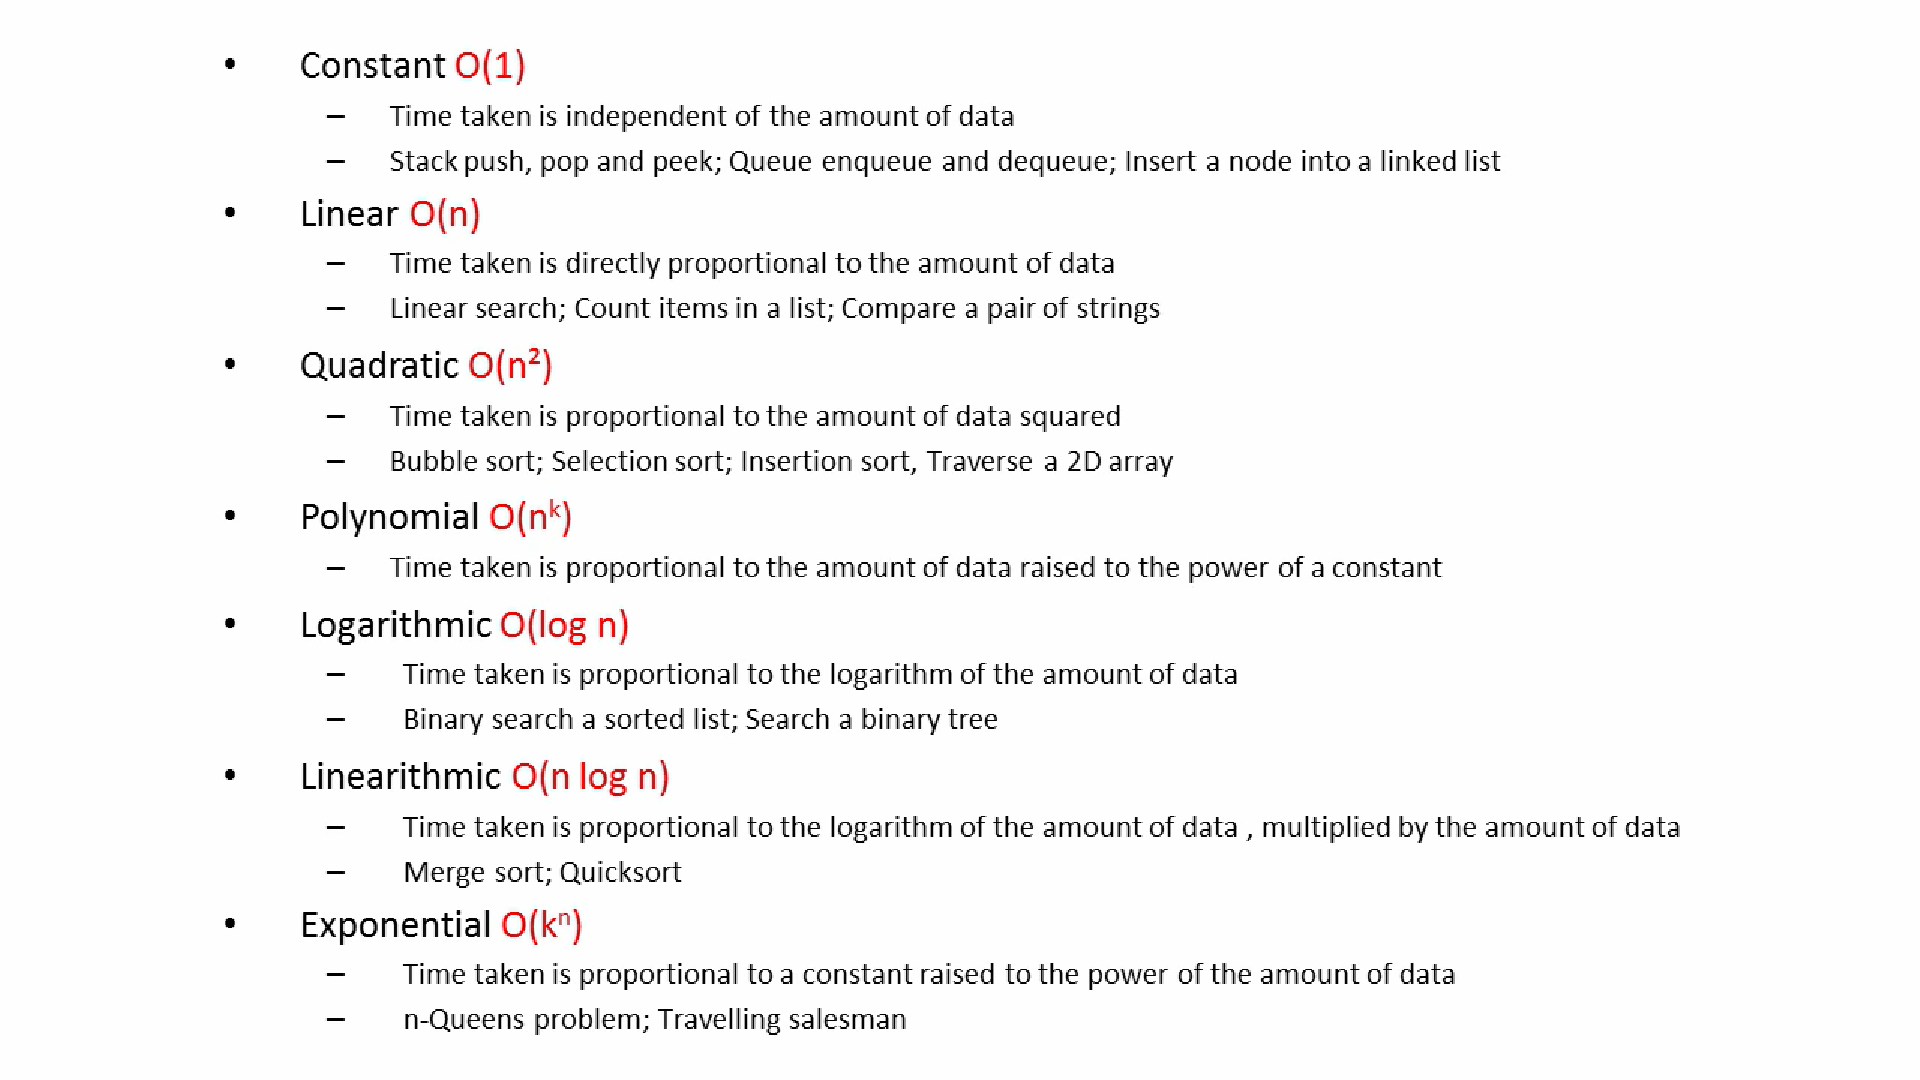 • Constant O(1)
– Time taken is independent of the amount of data
– Stack push, pop and peek; Queue enqueue and dequeue; Insert a node into a linked list
• Linear O(n)
– Time taken is directly proportional to the amount of data
– Linear search; Count items in a list; Compare a pair of strings
• Quadratic O(n²)
– Time taken is proportional to the amount of data squared
– Bubble sort; Selection sort; Insertion sort, Traverse a 2D array
• Polynomial O(nᵏ)
– Time taken is proportional to the amount of data raised to the power of a constant
• Logarithmic O(log n)
– Time taken is proportional to the logarithm of the amount of data
– Binary search a sorted list; Search a binary tree
• Linearithmic O(n log n)
– Time taken is proportional to the logarithm of the amount of data , multiplied by the amount of data
– Merge sort; Quicksort
• Exponential O(kⁿ)
– Time taken is proportional to a constant raised to the power of the amount of data
– n-Queens problem; Travelling salesman